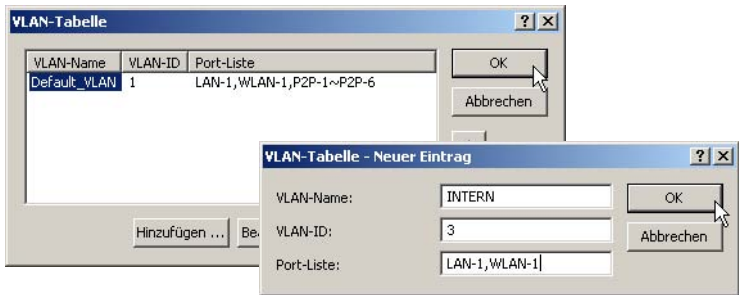 VLAN-Tabelle
VLAN-Name VLAN-ID Port-Liste
Default_VLAN 1 LAN-1,WLAN-1,P2P-1~P2P-6
OK
Abbrechen
Hinzufügen ...
VLAN-Tabelle - Neuer Eintrag
VLAN-Name: INTERN
VLAN-ID: 3
Port-Liste: LAN-1,WLAN-1
OK
Abbrechen